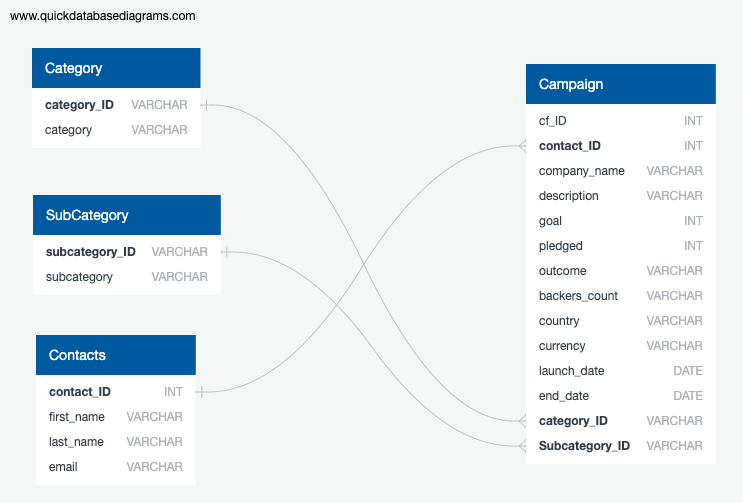 www.quickdatabasediagrams.com
Category
category_ID VARCHAR
category VARCHAR
SubCategory
subcategory_ID VARCHAR
subcategory VARCHAR
Contacts
contact_ID INT
first_name VARCHAR
last_name VARCHAR
email VARCHAR
Campaign
cf_ID INT
contact_ID INT
company_name VARCHAR
description VARCHAR
goal INT
pledged INT
outcome VARCHAR
backers_count VARCHAR
country VARCHAR
currency VARCHAR
launch_date DATE
end_date DATE
category_ID VARCHAR
Subcategory_ID VARCHAR